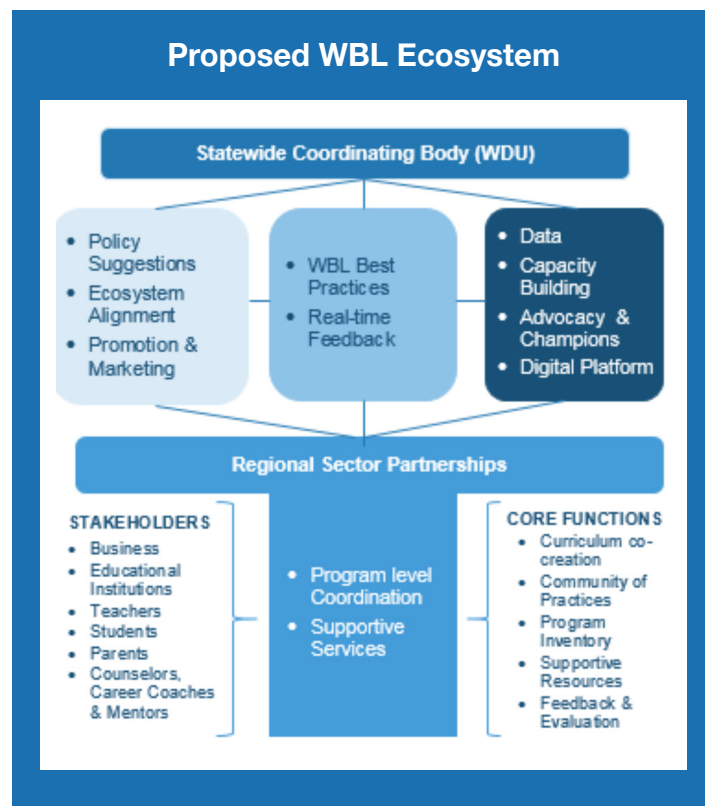 Proposed WBL Ecosystem
Statewide Coordinating Body (WDU)
• Policy
Suggestions
• Ecosystem
Alignment
• Promotion &
Marketing
• WBL Best
Practices
• Real-time
Feedback
• Data
• Capacity
Building
• Advocacy &
Champions
• Digital Platform
Regional Sector Partnerships
STAKEHOLDERS
• Business
• Educational
Institutions
• Teachers
• Students
• Parents
• Counselors,
Career Coaches
& Mentors
• Program level
Coordination
• Supportive
Services
CORE FUNCTIONS
• Curriculum co-
creation
• Community of
Practices
• Program
Inventory
• Supportive
Resources
• Feedback &
Evaluation